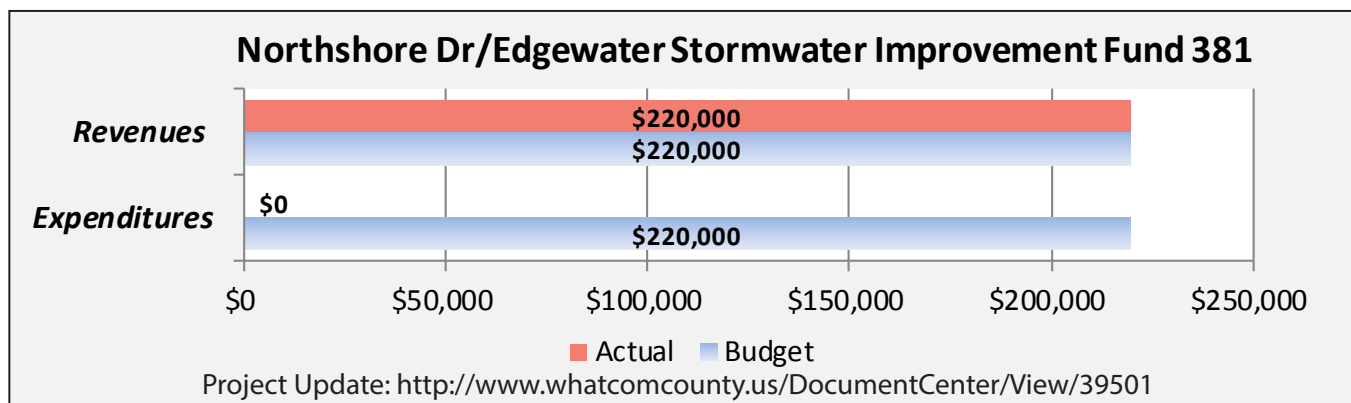 Northshore Dr/Edgewater Stormwater Improvement Fund 381
Revenues
$220,000
$220,000
Expenditures
$0
$220,000
$0 $50,000 $100,000 $150,000 $200,000 $250,000
Actual Budget
Project Update: http://www.whatcomcounty.us/DocumentCenter/View/39501